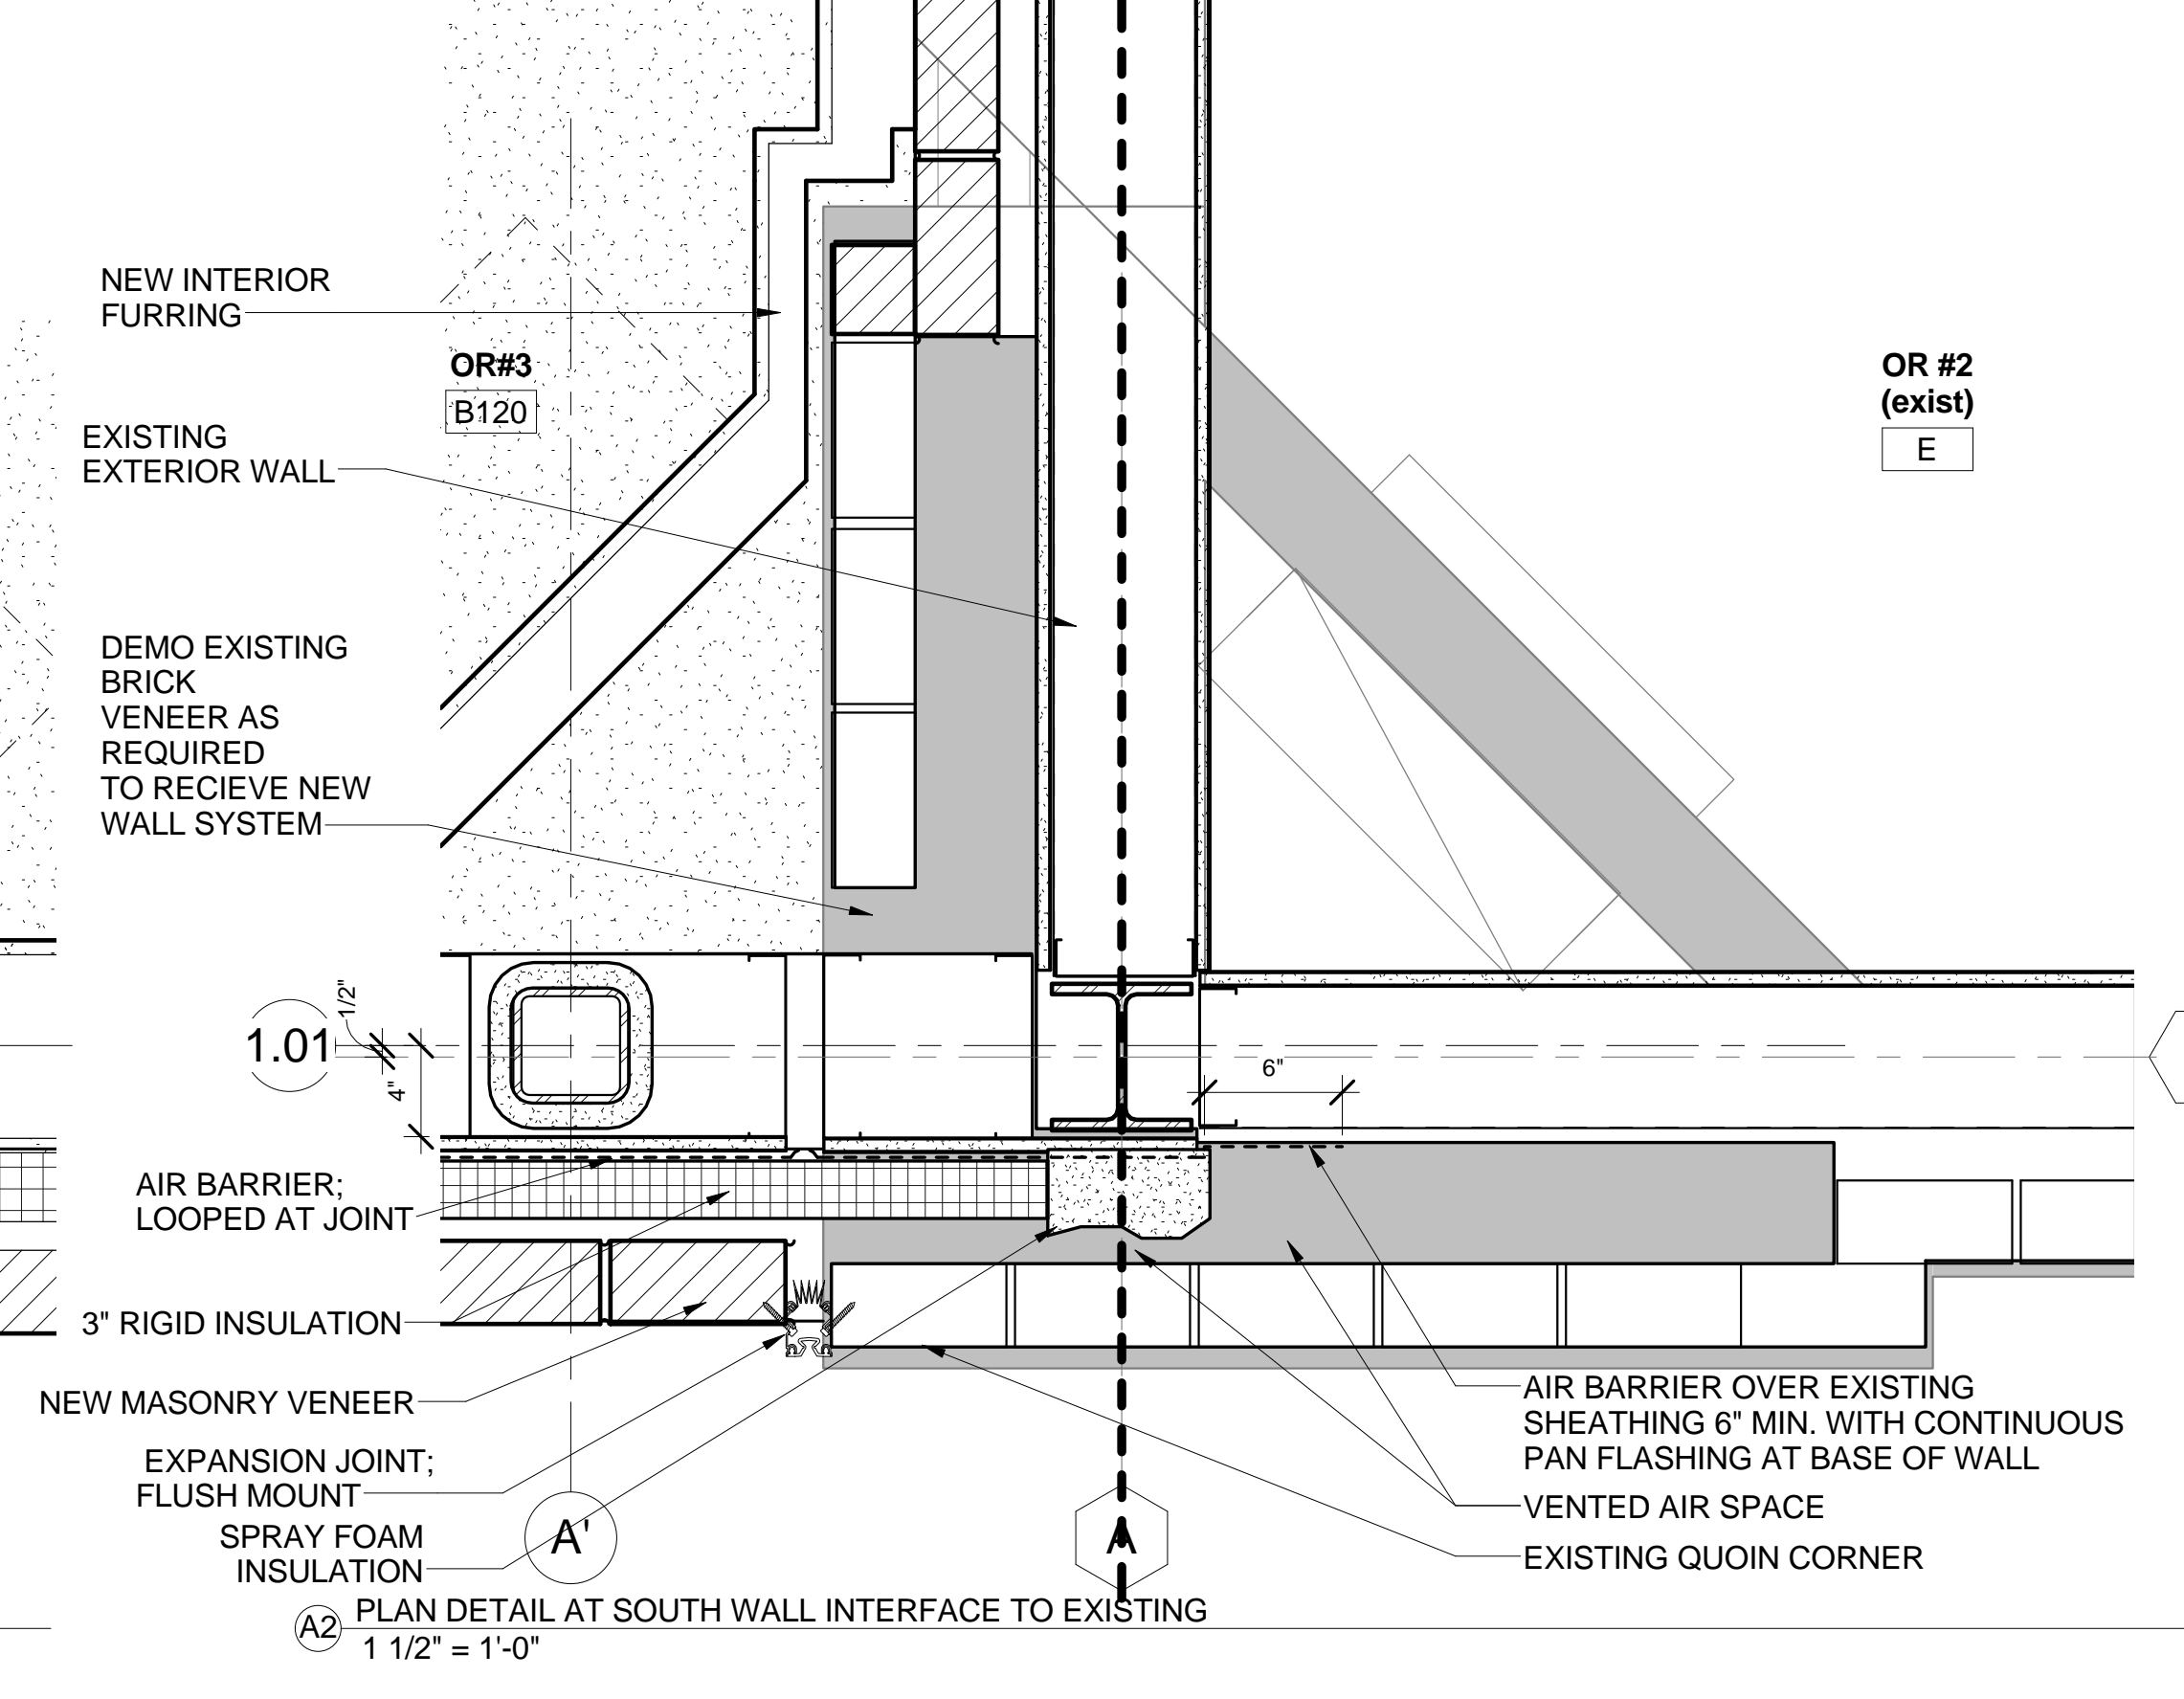 NEW INTERIOR
FURRING
OR#3
B120
OR #2
(exist)
E
EXISTING
EXTERIOR WALL
DEMO EXISTING
BRICK
VENEER AS
REQUIRED
TO RECIEVE NEW
WALL SYSTEM
1.01
1/2"
4"
6"
AIR BARRIER;
LOOPED AT JOINT
3" RIGID INSULATION
NEW MASONRY VENEER
EXPANSION JOINT;
FLUSH MOUNT
SPRAY FOAM
INSULATION
A'
A
AIR BARRIER OVER EXISTING
SHEATHING 6" MIN. WITH CONTINUOUS
PAN FLASHING AT BASE OF WALL
VENTED AIR SPACE
EXISTING QUOIN CORNER
A2
PLAN DETAIL AT SOUTH WALL INTERFACE TO EXISTING
1 1/2" = 1'-0"